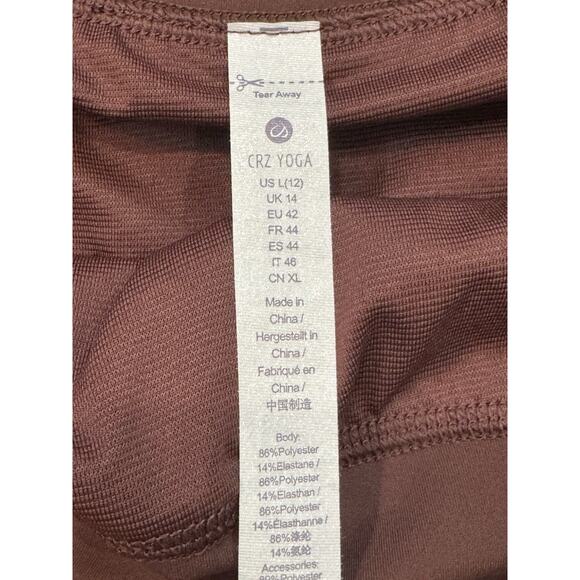 Tear Away
CRZ YOGA
US L(12)
UK 14
EU 42
FR 44
ES 44
IT 46
CN XL
Made in
China /
Hergestellt in
China /
Fabriqué en
China /
中国制造
Body:
86%Polyester
14%Elastane /
86%Polyester
14%Elasthan /
86%Polyester
14%Elasthanne /
86%涤纶
14%氨纶
Accessories: